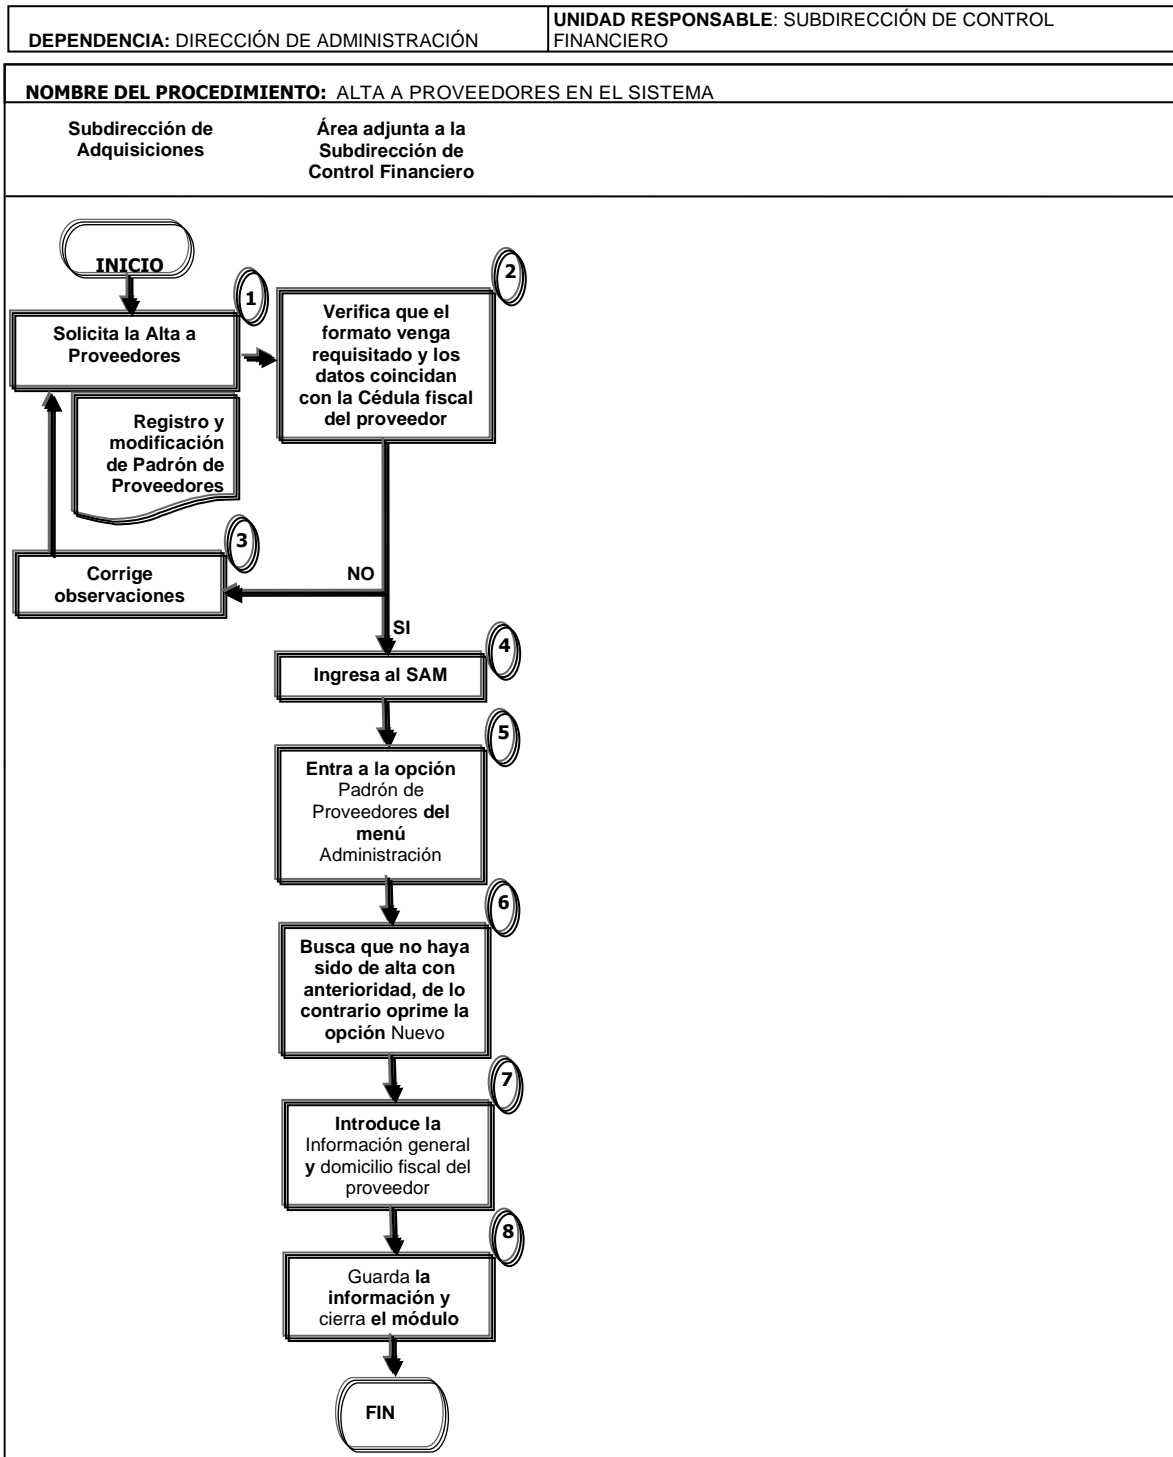 DEPENDENCIA: DIRECCIÓN DE ADMINISTRACIÓN
UNIDAD RESPONSABLE: SUBDIRECCIÓN DE CONTROL
FINANCIERO
NOMBRE DEL PROCEDIMIENTO: ALTA A PROVEEDORES EN EL SISTEMA
Subdirección de
Adquisiciones
Área adjunta a la
Subdirección de
Control Financiero
INICIO
1
Solicita la Alta a
Proveedores
Registro y
modificación
de Padrón de
Proveedores
2
Verifica que el
formato venga
requisitado y los
datos coincidan
con la Cédula fiscal
del proveedor
3
Corrige
observaciones
NO
SI
4
Ingresa al SAM
5
Entra a la opción
Padrón de
Proveedores del
menú
Administración
6
Busca que no haya
sido de alta con
anterioridad, de lo
contrario oprime la
opción Nuevo
7
Introduce la
Información general
y domicilio fiscal del
proveedor
8
Guarda la
información y
cierra el módulo
FIN